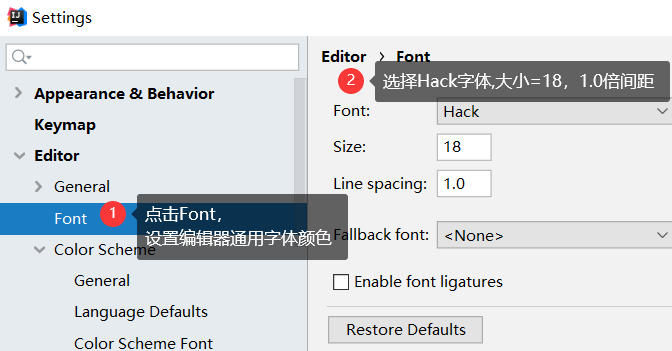 Settings
Appearance & Behavior
Keymap
Editor
General
Font
1 点击Font，
设置编辑器通用字体颜色
Color Scheme
General
Language Defaults
Color Scheme Font
Editor › Font
2 选择Hack字体,大小=18，1.0倍间距
Font: Hack
Size: 18
Line spacing: 1.0
Fallback font: <None>
Enable font ligatures
Restore Defaults